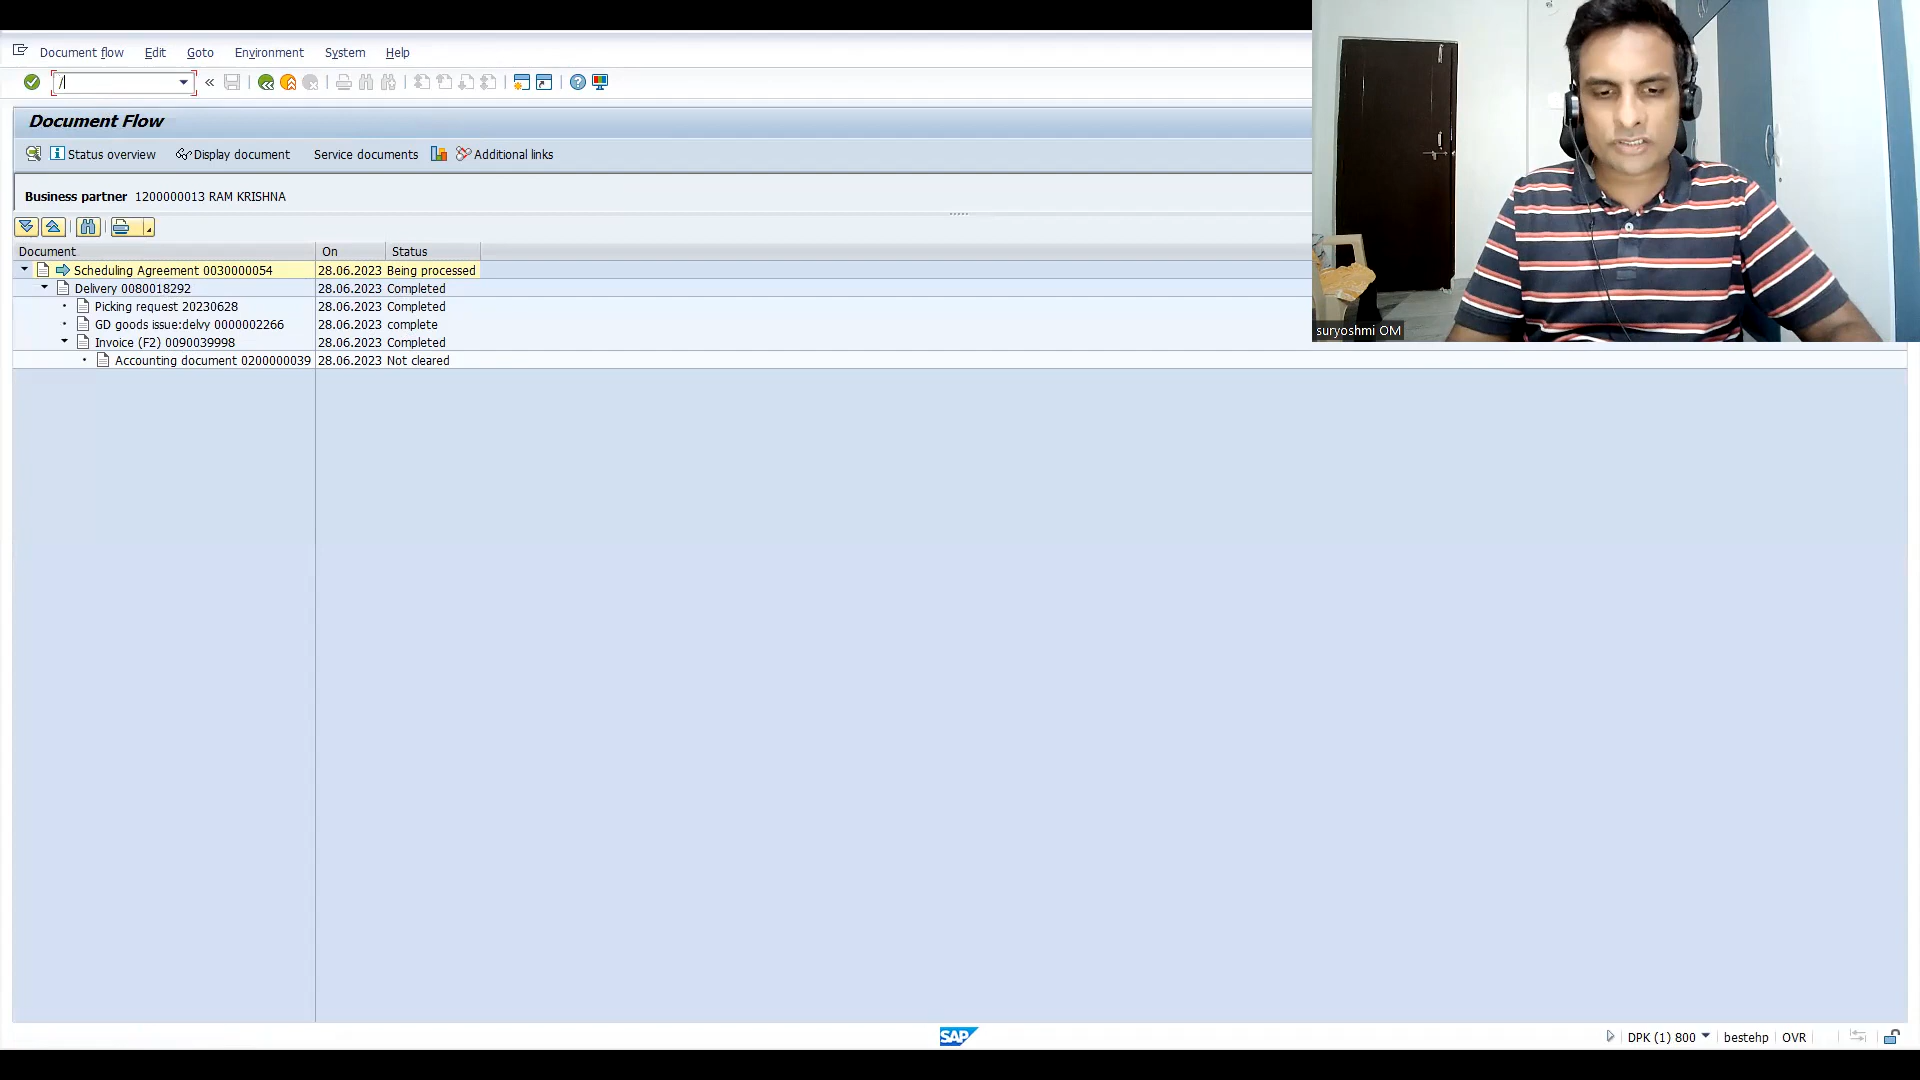 Document flow Edit Goto Environment System Help
/
Document Flow
Status overview Display document Service documents Additional links
Business partner 1200000013 RAM KRISHNA
Document On Status
Scheduling Agreement 0030000054 28.06.2023 Being processed
Delivery 0080018292 28.06.2023 Completed
Picking request 20230628 28.06.2023 Completed
GD goods issue:delvy 0000002266 28.06.2023 complete
Invoice (F2) 0090039998 28.06.2023 Completed
Accounting document 0200000039 28.06.2023 Not cleared
suryoshmi OM
SAP
DPK (1) 800 bestehp OVR